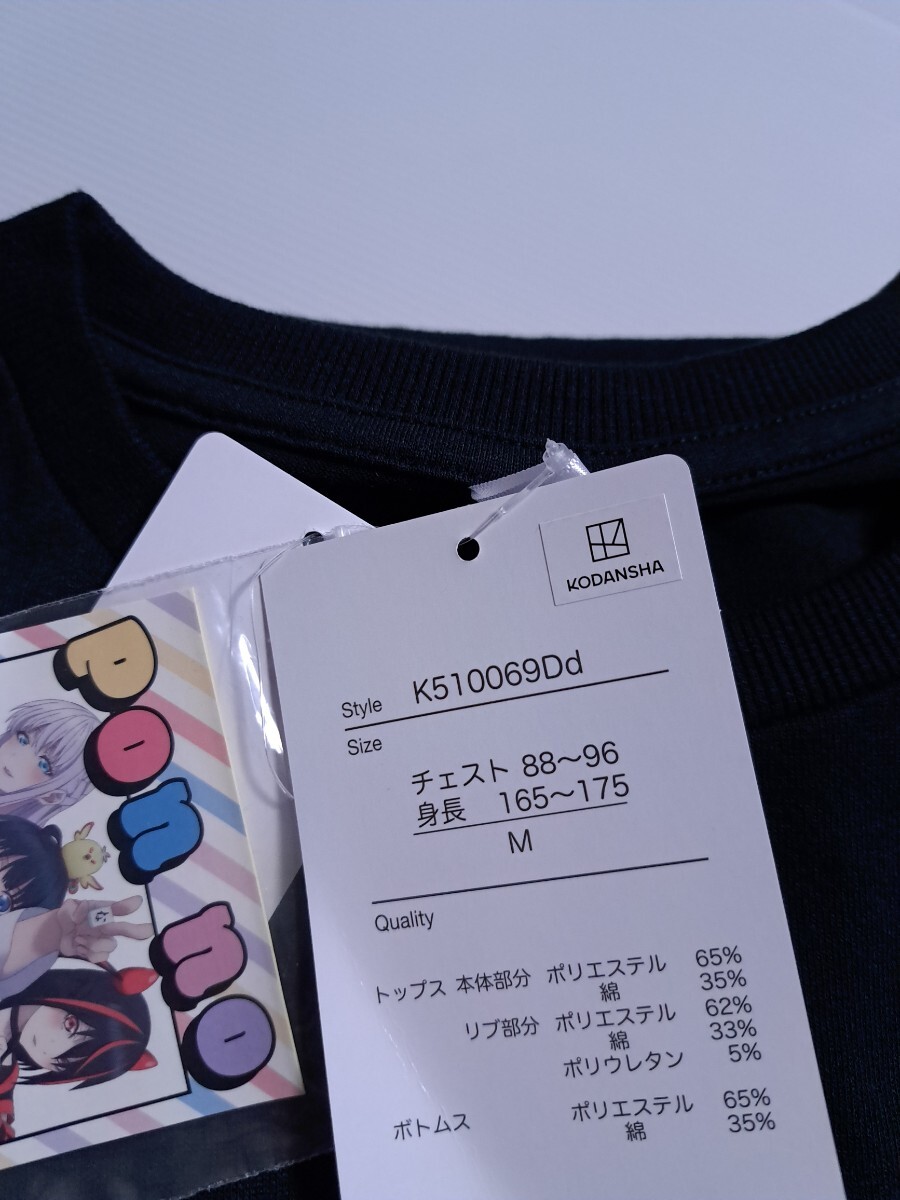 KODANSHA
Style K510069Dd
Size
チェスト 88〜96
身長 165〜175
M
Quality
トップス 本体部分 ポリエステル 65%
綿 35%
リブ部分 ポリエステル 62%
綿 33%
ポリウレタン 5%
ボトムス ポリエステル 65%
綿 35%
Donno